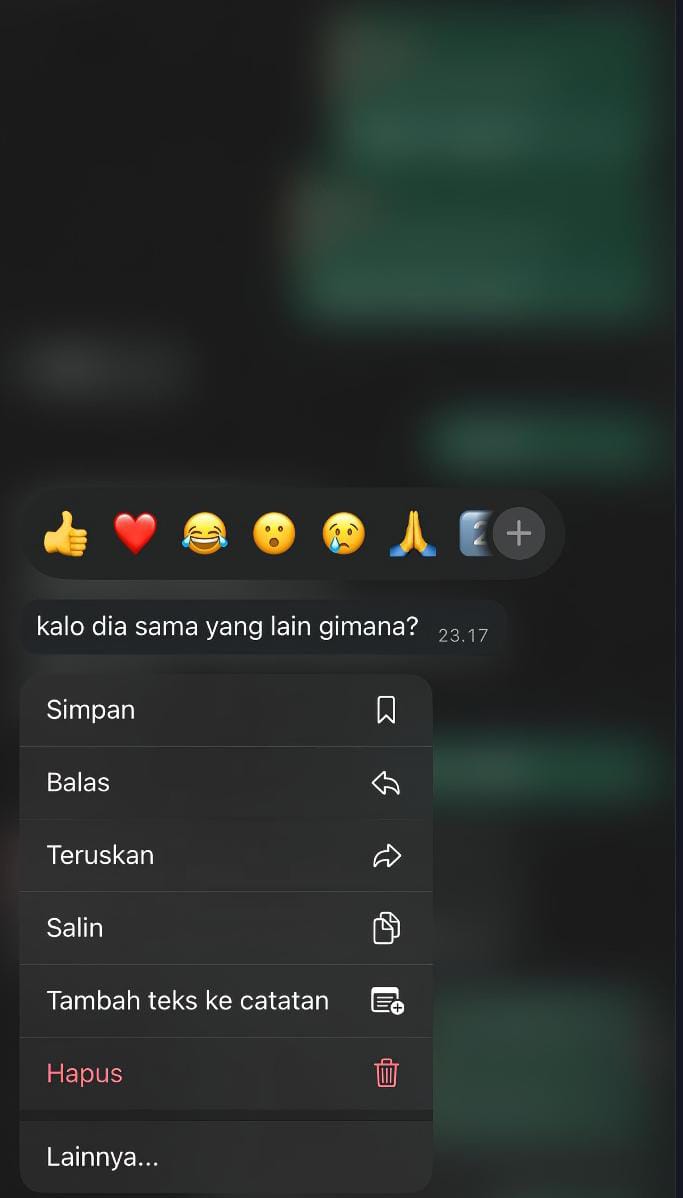 kalo dia sama yang lain gimana? 23.17
Simpan
Balas
Teruskan
Salin
Tambah teks ke catatan
Hapus
Lainnya...